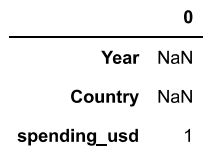 0
Year NaN
Country NaN
spending_usd 1